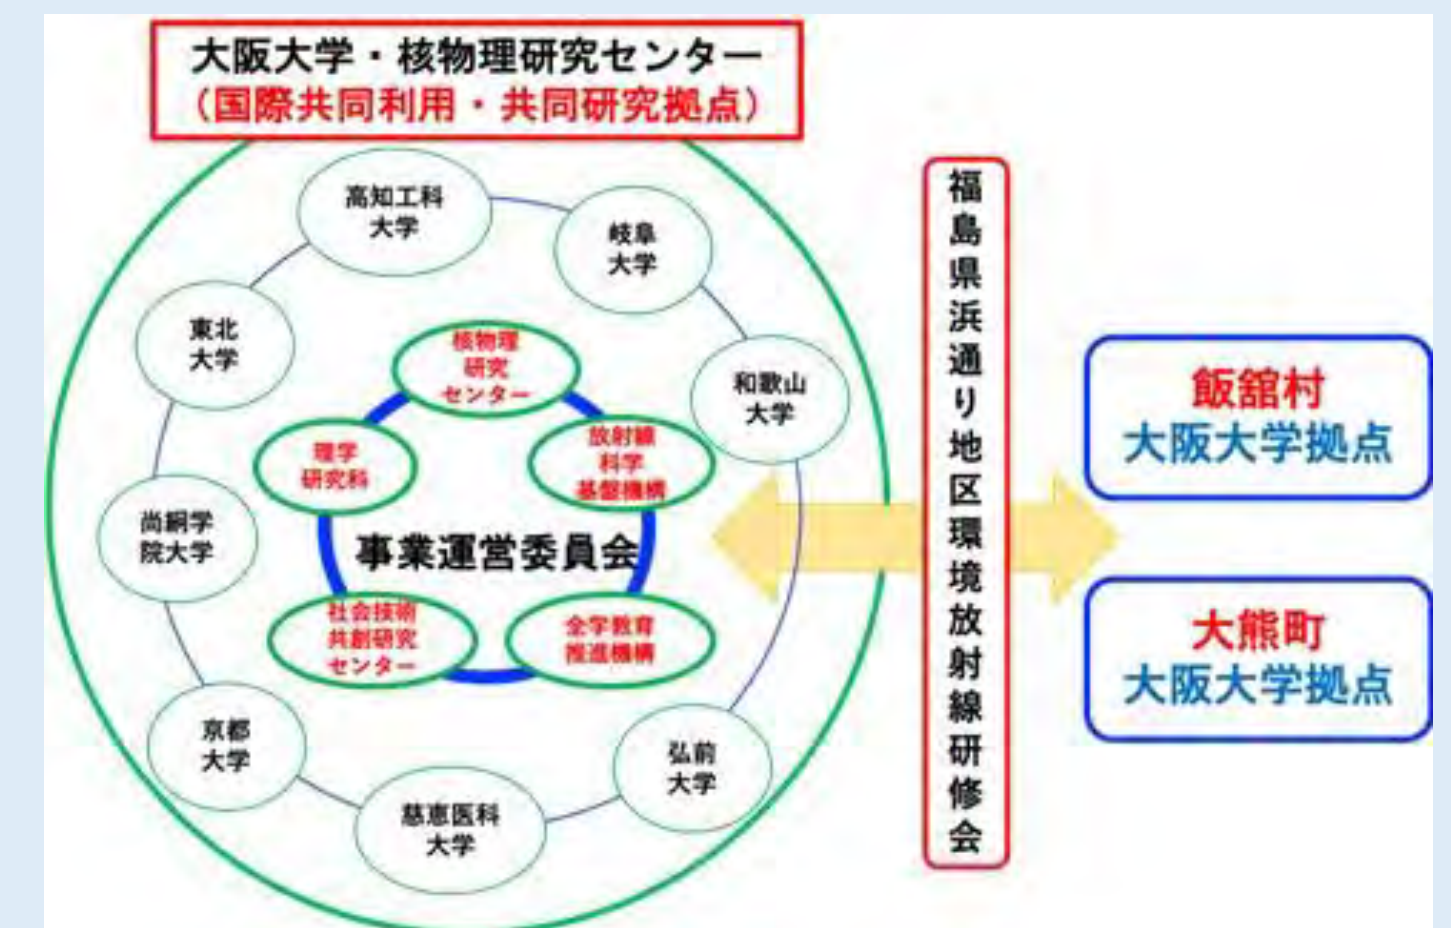 大阪大学・核物理研究センター
（国際共同利用・共同研究拠点）
高知工科
大学
岐阜
大学
東北
大学
和歌山
大学
尚絅学
院大学
京都
大学
慈恵医科
大学
弘前
大学
核物理
研究
センター
理学
研究科
放射線
科学
基盤機構
事業運営委員会
社会技術
共創研究
センター
全学教育
推進機構
福島県浜通り地区環境放射線研修会
飯舘村
大阪大学拠点
大熊町
大阪大学拠点